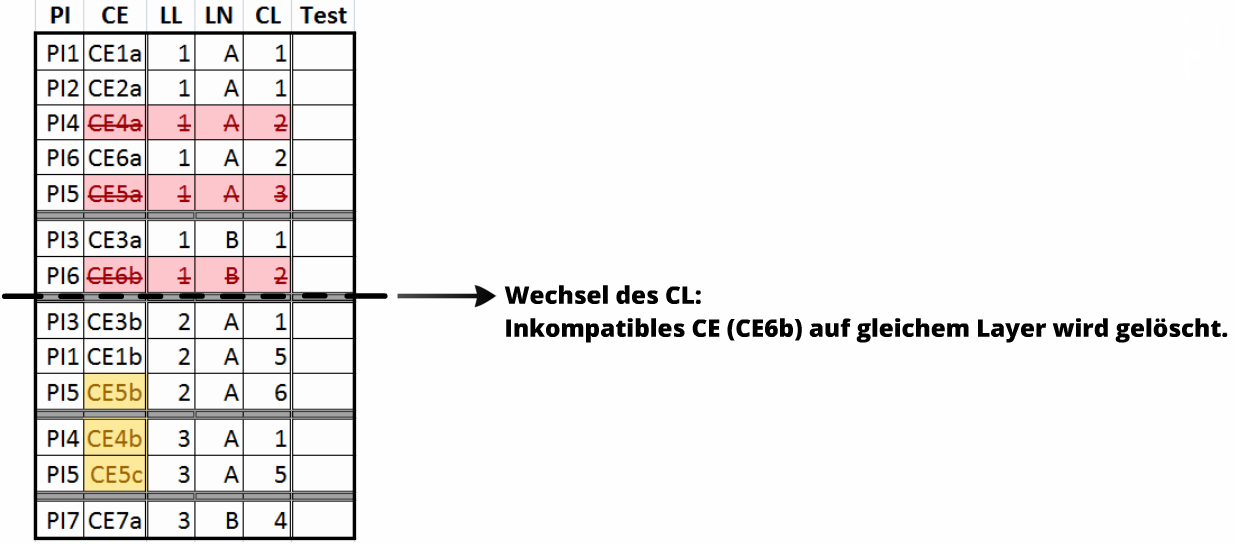 PI CE LL LN CL Test
PI1 CE1a 1 A 1
PI2 CE2a 1 A 1
PI4 CE4a 1 A 2
PI6 CE6a 1 A 2
PI5 CE5a 1 A 3
PI3 CE3a 1 B 1
PI6 CE6b 1 B 2
Wechsel des CL:
Inkompatibles CE (CE6b) auf gleichem Layer wird gelöscht.
PI3 CE3b 2 A 1
PI1 CE1b 2 A 5
PI5 CE5b 2 A 6
PI4 CE4b 3 A 1
PI5 CE5c 3 A 5
PI7 CE7a 3 B 4